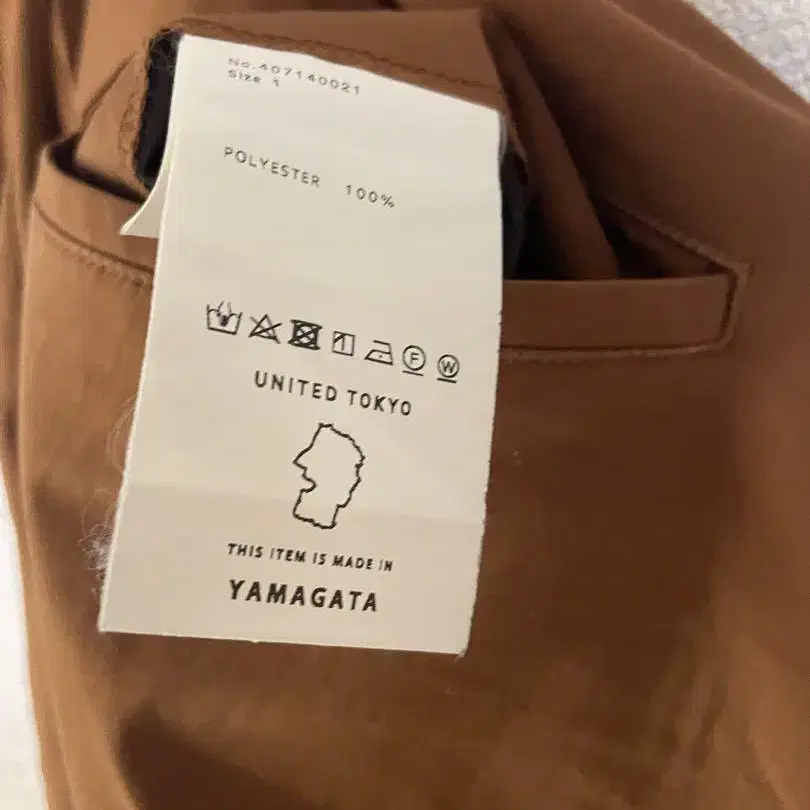 No.407140021
Size 1
POLYESTER 100%
F W
UNITED TOKYO
THIS ITEM IS MADE IN
YAMAGATA